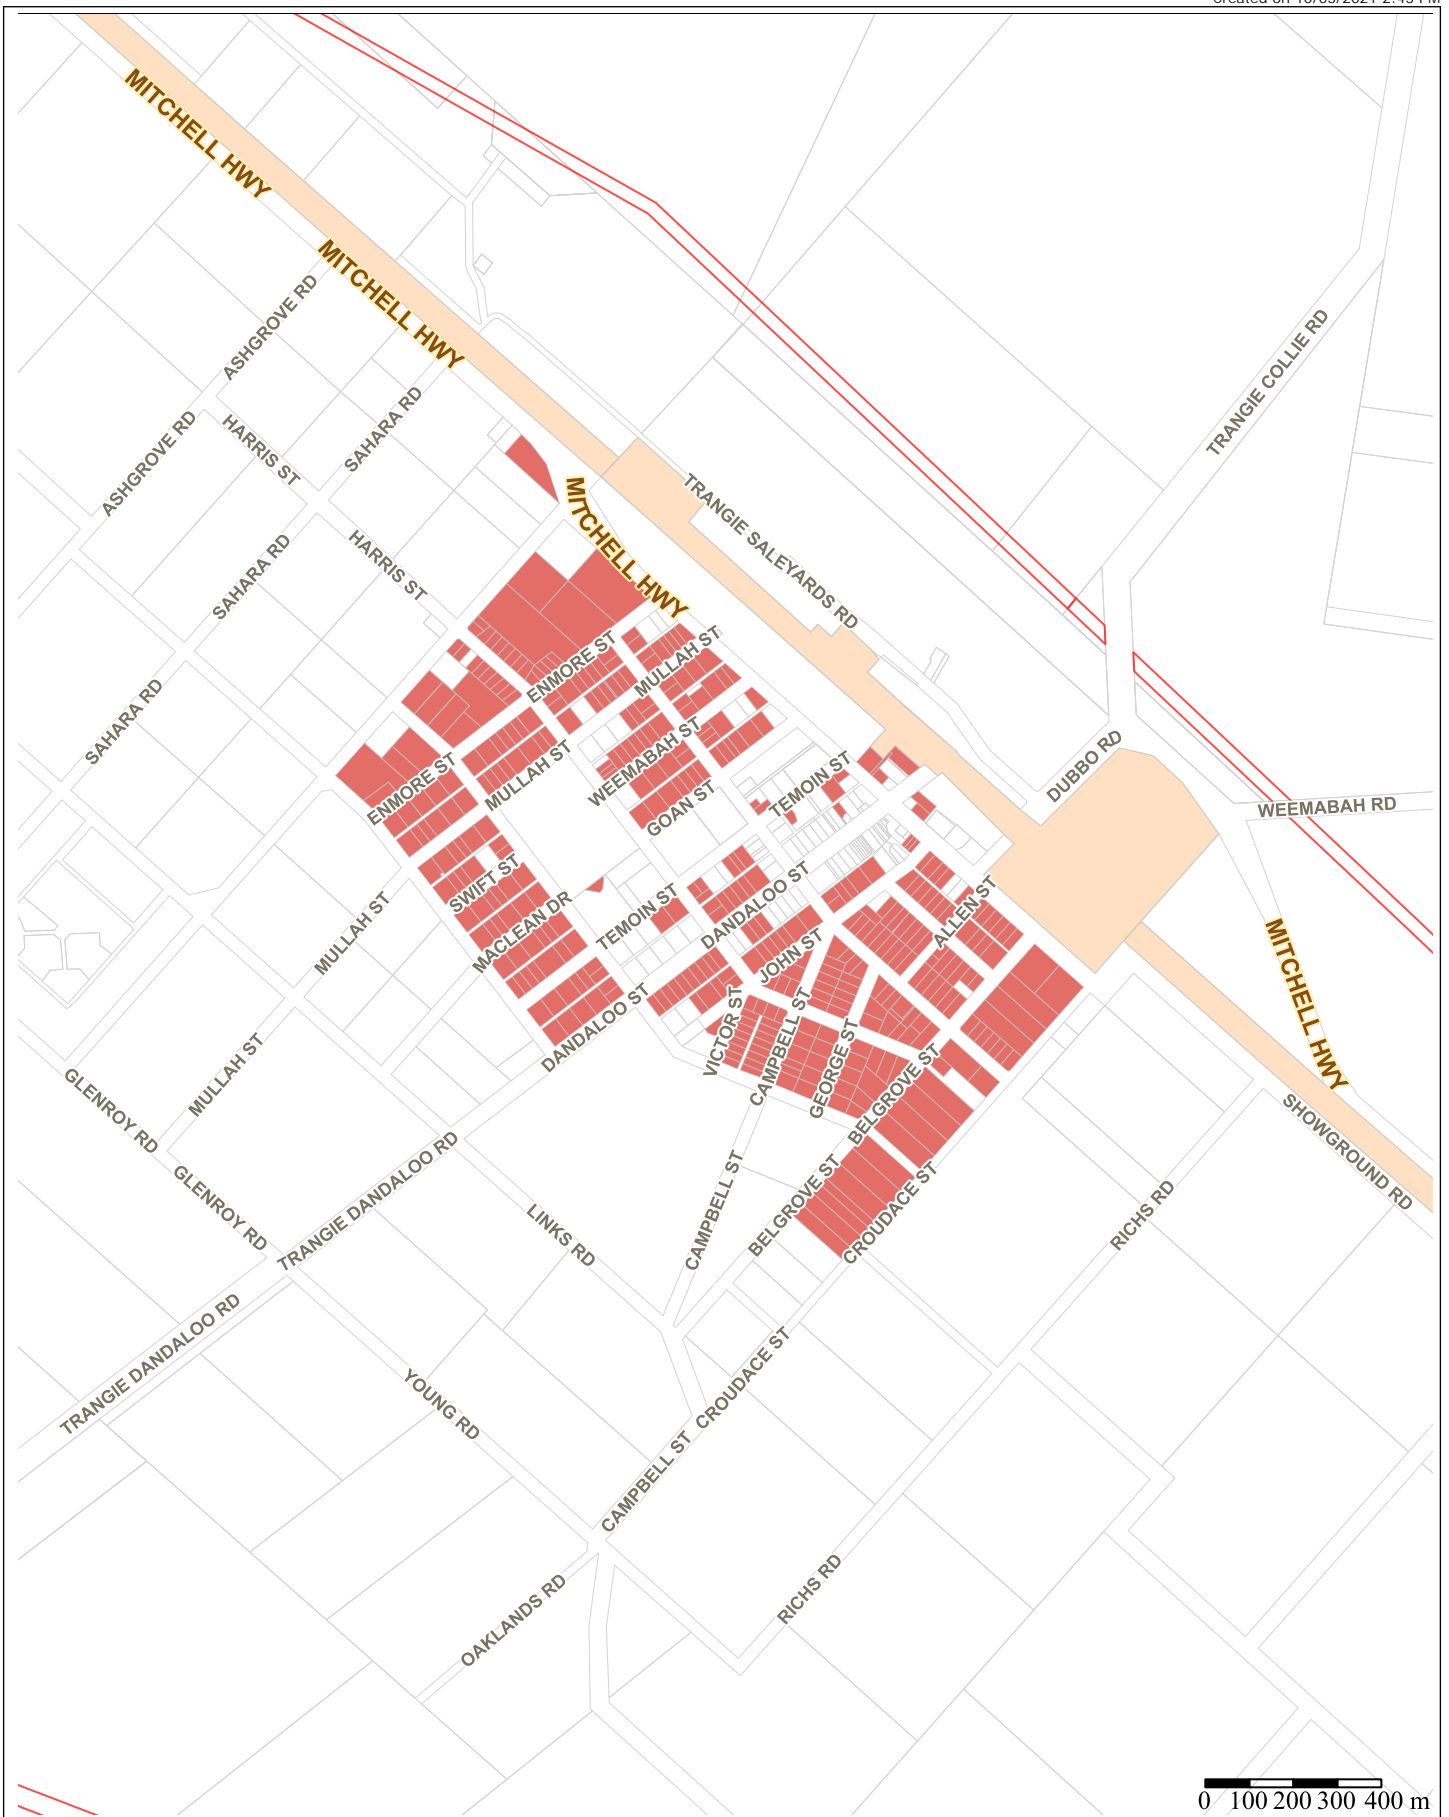 MITCHELL HWY
MITCHELL HWY
ASHGROVE RD
TRANGIE COLLIE RD
SAHARA RD
ASHGROVE RD
HARRIS ST
MITCHELL HWY
TRANGIE SALEYARDS RD
SAHARA RD
HARRIS ST
ENMORE ST
MULLAH ST
SAHARA RD
WEEMABAH ST
DUBBO RD
TEMOIN ST
ENMORE ST
MULLAH ST
GOAN ST
WEEMABAH RD
SWIFT ST
DANDALOO ST
ALLEN ST
MACLEAN DR
TEMOIN ST
MULLAH ST
JOHN ST
MITCHELL HWY
DANDALOO ST
VICTOR ST
CAMPBELL ST
GEORGE ST
BELGROVE ST
MULLAH ST
GLENROY RD
SHOWGROUND RD
GLENROY RD
TRANGIE DANDALOO RD
CAMPBELL ST
BELGROVE ST
CROUDACE ST
LINKS RD
RICHS RD
TRANGIE DANDALOO RD
YOUNG RD
CROUDACE ST
CAMPBELL ST
OAKLANDS RD
RICHS RD
0 100 200 300 400 m